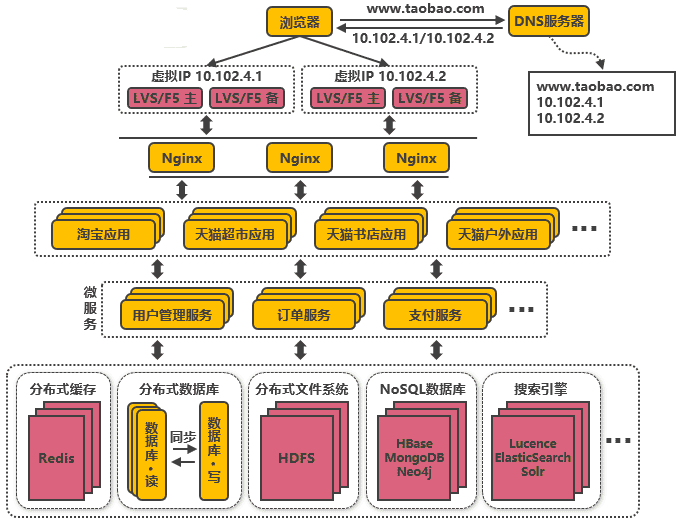 浏览器
www.taobao.com
10.102.4.1/10.102.4.2
DNS服务器
www.taobao.com
10.102.4.1
10.102.4.2
虚拟IP 10.102.4.1
LVS/F5 主
LVS/F5 备
虚拟IP 10.102.4.2
LVS/F5 主
LVS/F5 备
Nginx
Nginx
Nginx
淘宝应用
天猫超市应用
天猫书店应用
天猫户外应用
...
微服务
用户管理服务
订单服务
支付服务
...
分布式缓存
Redis
分布式数据库
数据库·读
同步
数据库·写
分布式文件系统
HDFS
NoSQL数据库
HBase
MongoDB
Neo4j
搜索引擎
Lucence
ElasticSearch
Solr
...